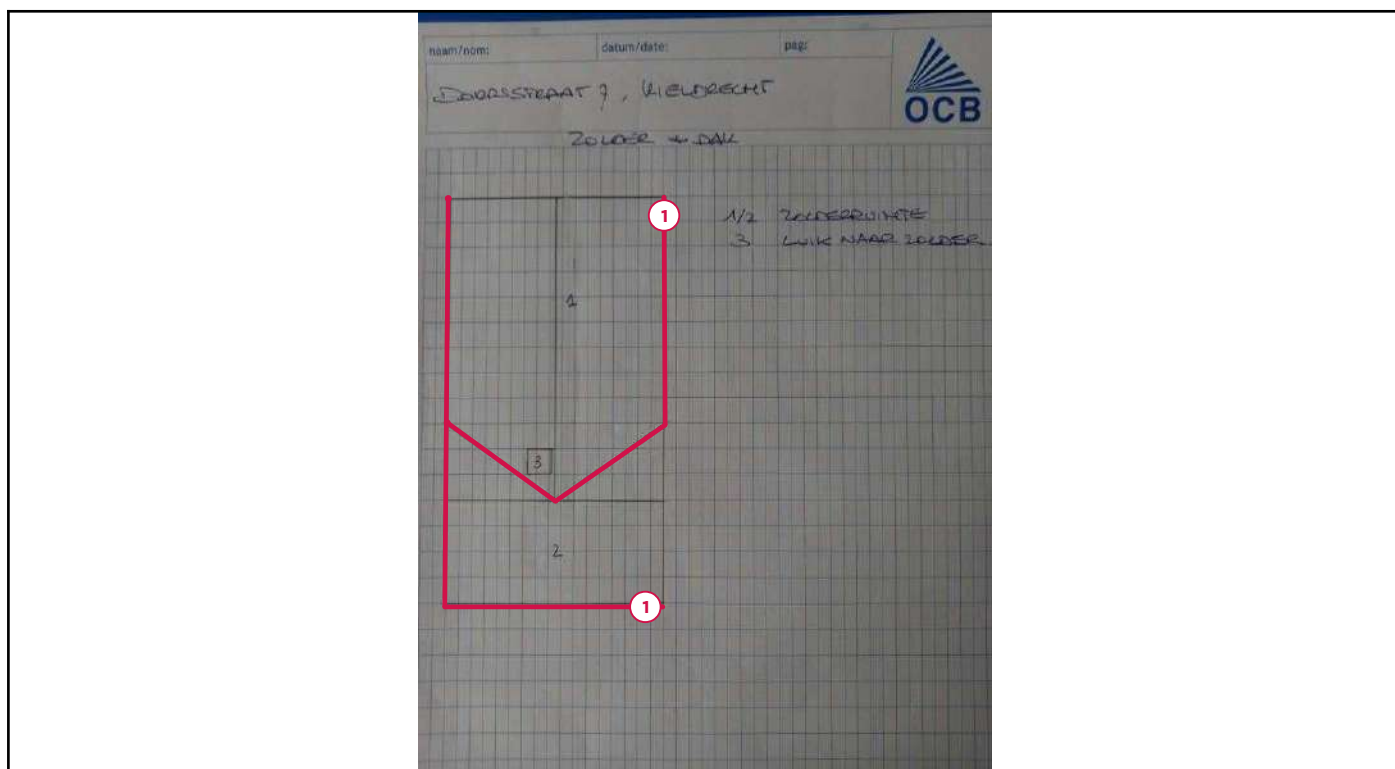 naam/nom: datum/date: pag:
DOORSSTRAAT 7, KIELDRECHT
OCB
ZOLDER + DAK
1
1/2 ZOLDERRUIMTE
3 LUIK NAAR ZOLDER
1
3
2
1